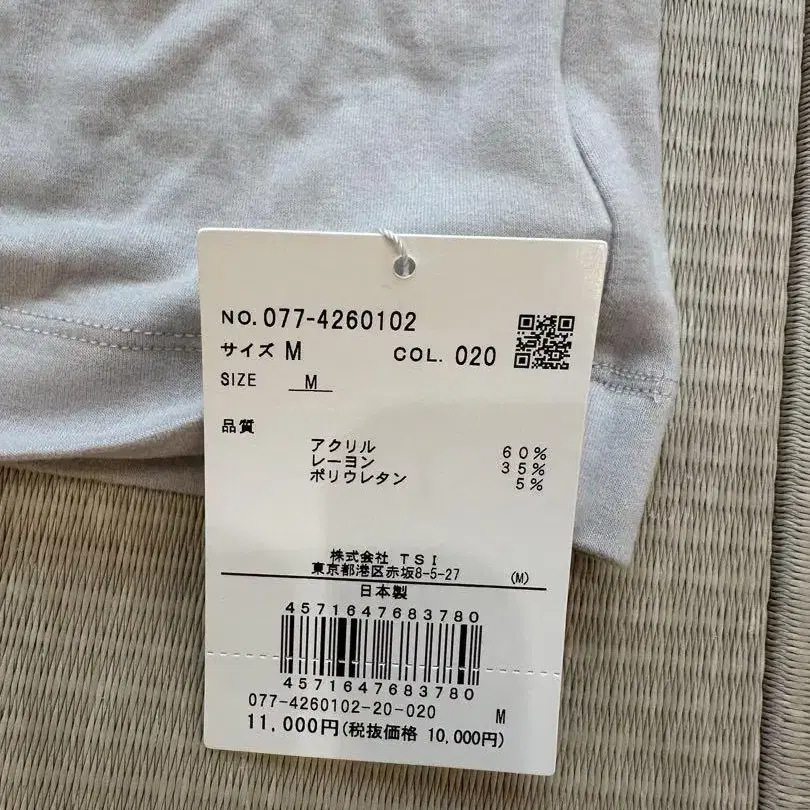 NO. 077-4260102
サイズ M COL. 020
SIZE M
品質
アクリル 60%
レーヨン 35%
ポリウレタン 5%
株式会社 TSI
東京都港区赤坂8-5-27 (M)
日本製
4571647683780
4571647683780
077-4260102-20-020 M
11,000円(税抜価格 10,000円)